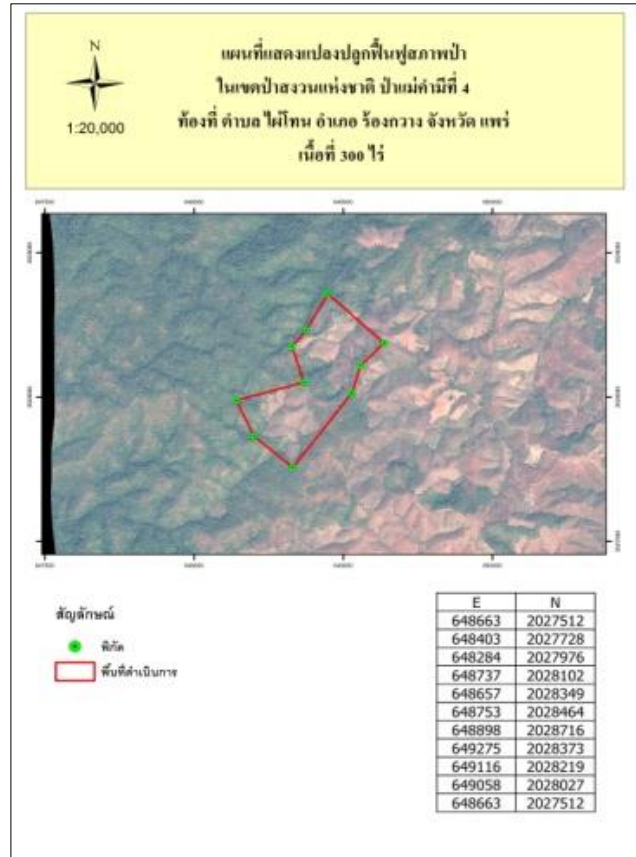 N
1:20,000
แผนที่แสดงแปลงปลูกฟื้นฟูสภาพป่า
ในเขตป่าสงวนแห่งชาติ ป่าแม่คำมีที่ 4
ท้องที่ ตำบล ไผ่โทน อำเภอ ร้องกวาง จังหวัด แพร่
เนื้อที่ 300 ไร่
สัญลักษณ์
พิกัด
พื้นที่ดำเนินการ
E N
648663 2027512
648403 2027728
648284 2027976
648737 2028102
648657 2028349
648753 2028464
648898 2028716
649275 2028373
649116 2028219
649058 2028027
648663 2027512